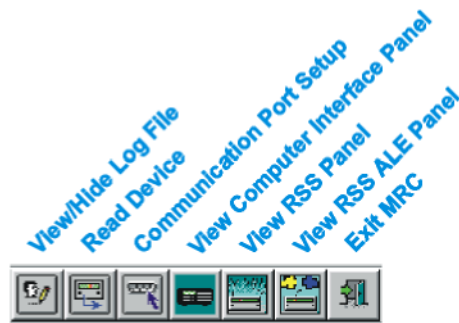 View/Hide Log File
Read Device
Communication Port Setup
View Computer Interface Panel
View RSS Panel
View RSS ALE Panel
Exit MRC